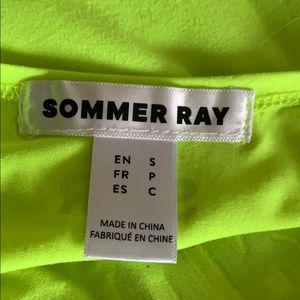 SOMMER RAY
EN S
FR P
ES C
MADE IN CHINA
FABRIQUÉ EN CHINE